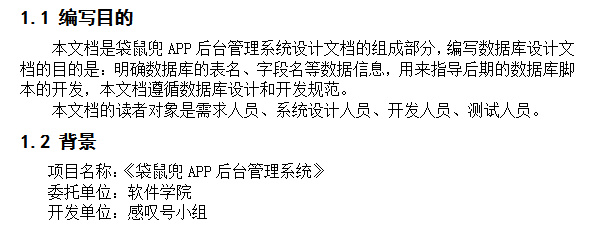 1.1 编写目的
本文档是袋鼠兜 APP 后台管理系统设计文档的组成部分，编写数据库设计文
档的目的是：明确数据库的表名、字段名等数据信息，用来指导后期的数据库脚
本的开发，本文档遵循数据库设计和开发规范。
本文档的读者对象是需求人员、系统设计人员、开发人员、测试人员。
1.2 背景
项目名称：《袋鼠兜 APP 后台管理系统》
委托单位：软件学院
开发单位：感叹号小组